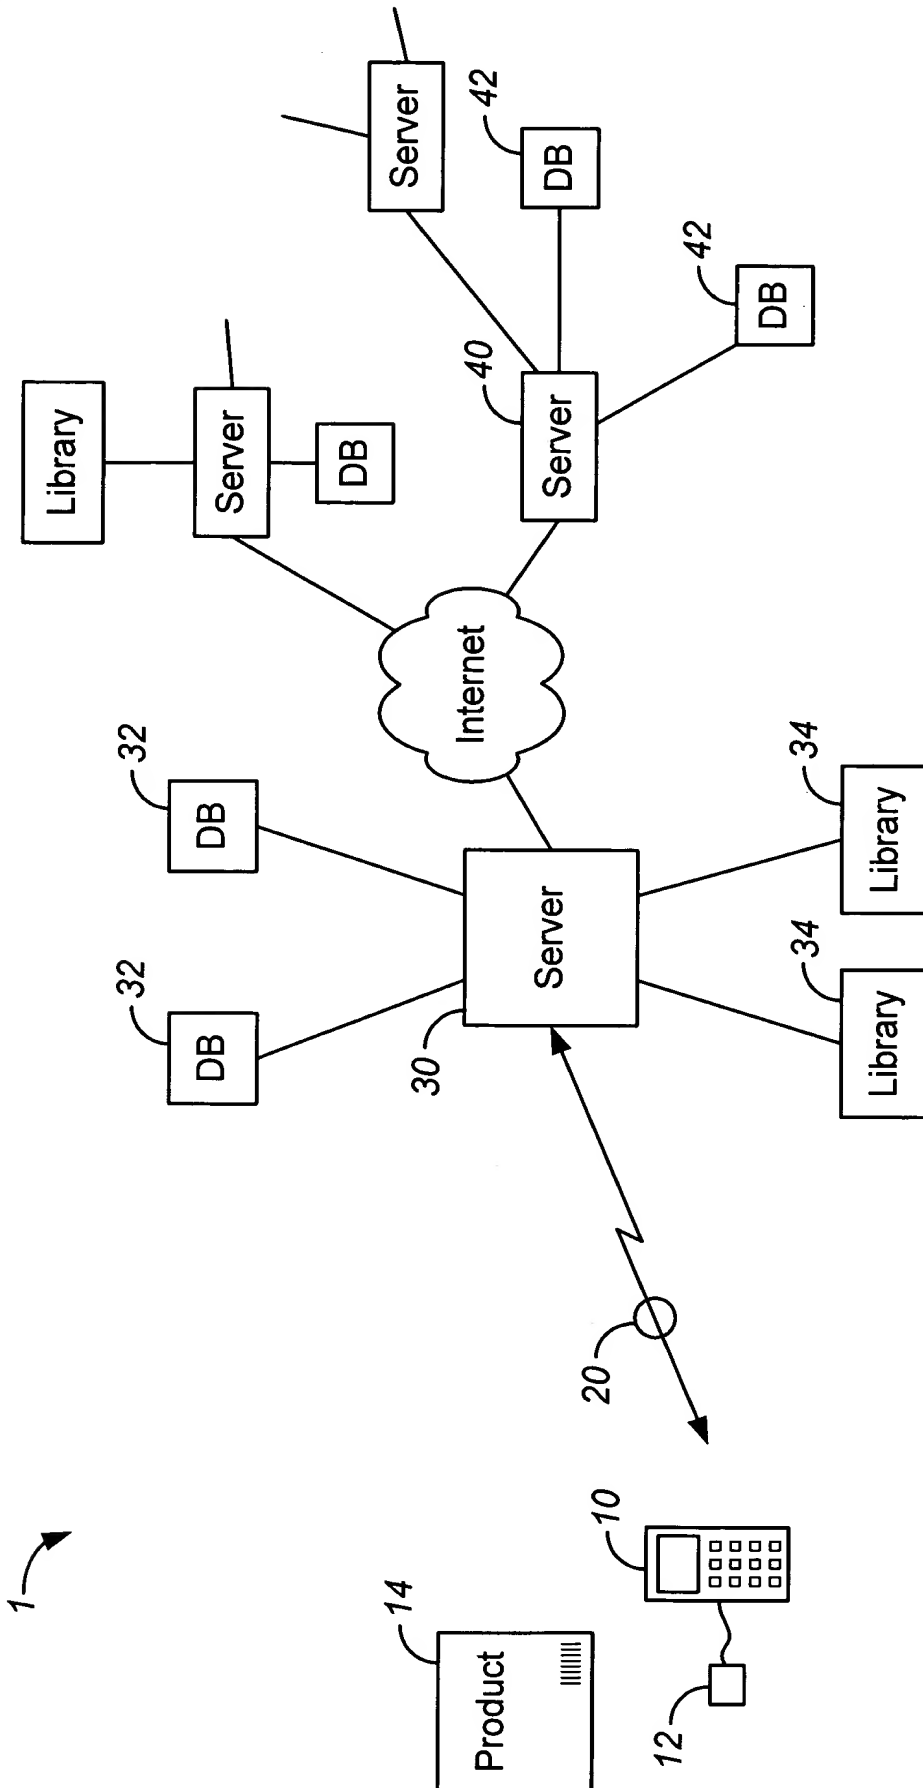 1
Product
14
12
10
20
Server
30
DB
32
DB
32
Library
34
Library
34
Internet
Library
Server
DB
Server
40
DB
42
DB
42
Server